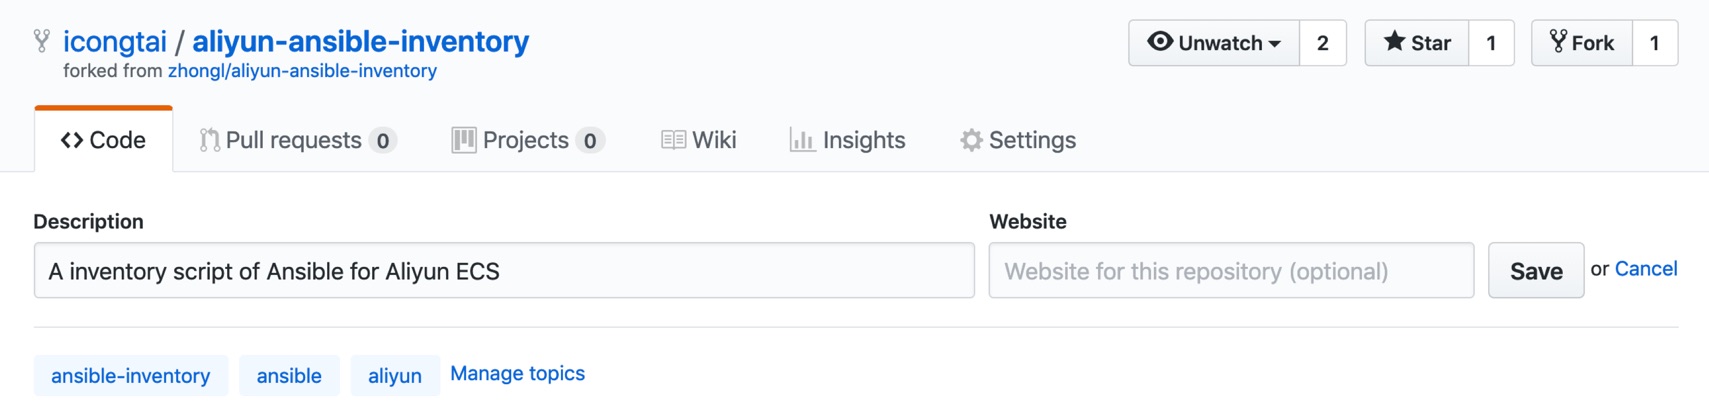 icongtai / aliyun-ansible-inventory
Unwatch 2 Star 1 Fork 1
forked from zhongl/aliyun-ansible-inventory
Code Pull requests 0 Projects 0 Wiki Insights Settings
Description Website
A inventory script of Ansible for Aliyun ECS Website for this repository (optional) Save or Cancel
ansible-inventory ansible aliyun Manage topics